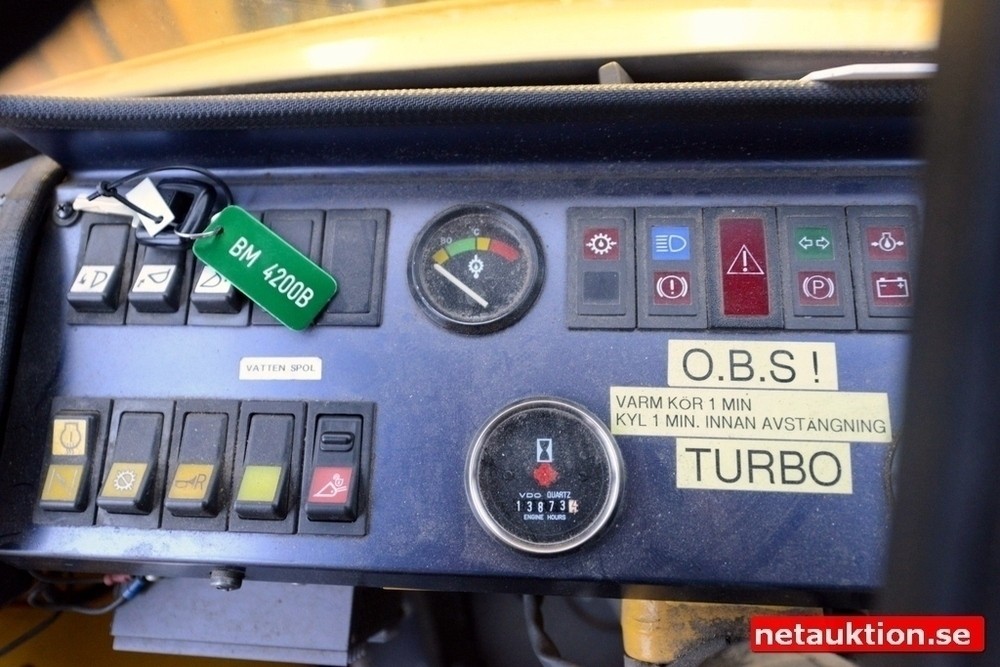 BM 4200B
80
°C
P
VATTEN SPOL
O.B.S !
VARM KÖR 1 MIN
KYL 1 MIN. INNAN AVSTÄNGNING
TURBO
R
VDO QUARTZ
13873
ENGINE HOURS
netauktion.se